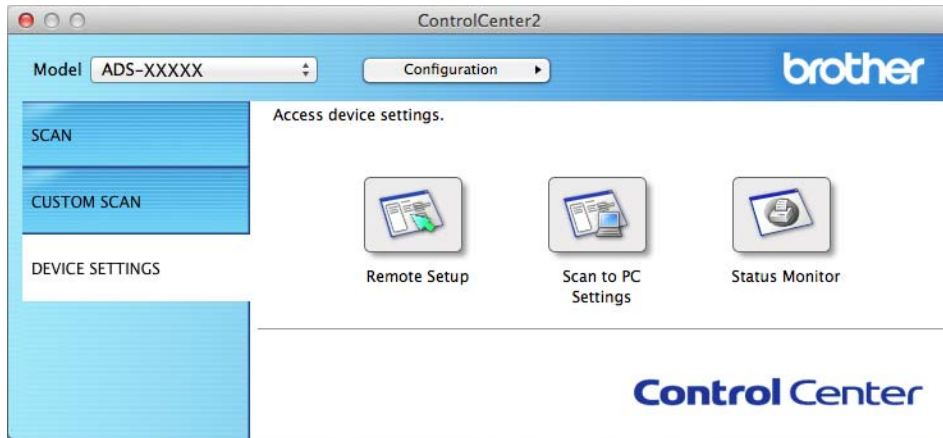 ControlCenter2
Model ADS-XXXXX Configuration
brother
SCAN
CUSTOM SCAN
DEVICE SETTINGS
Access device settings.
Remote Setup
Scan to PC
Settings
Status Monitor
Control Center